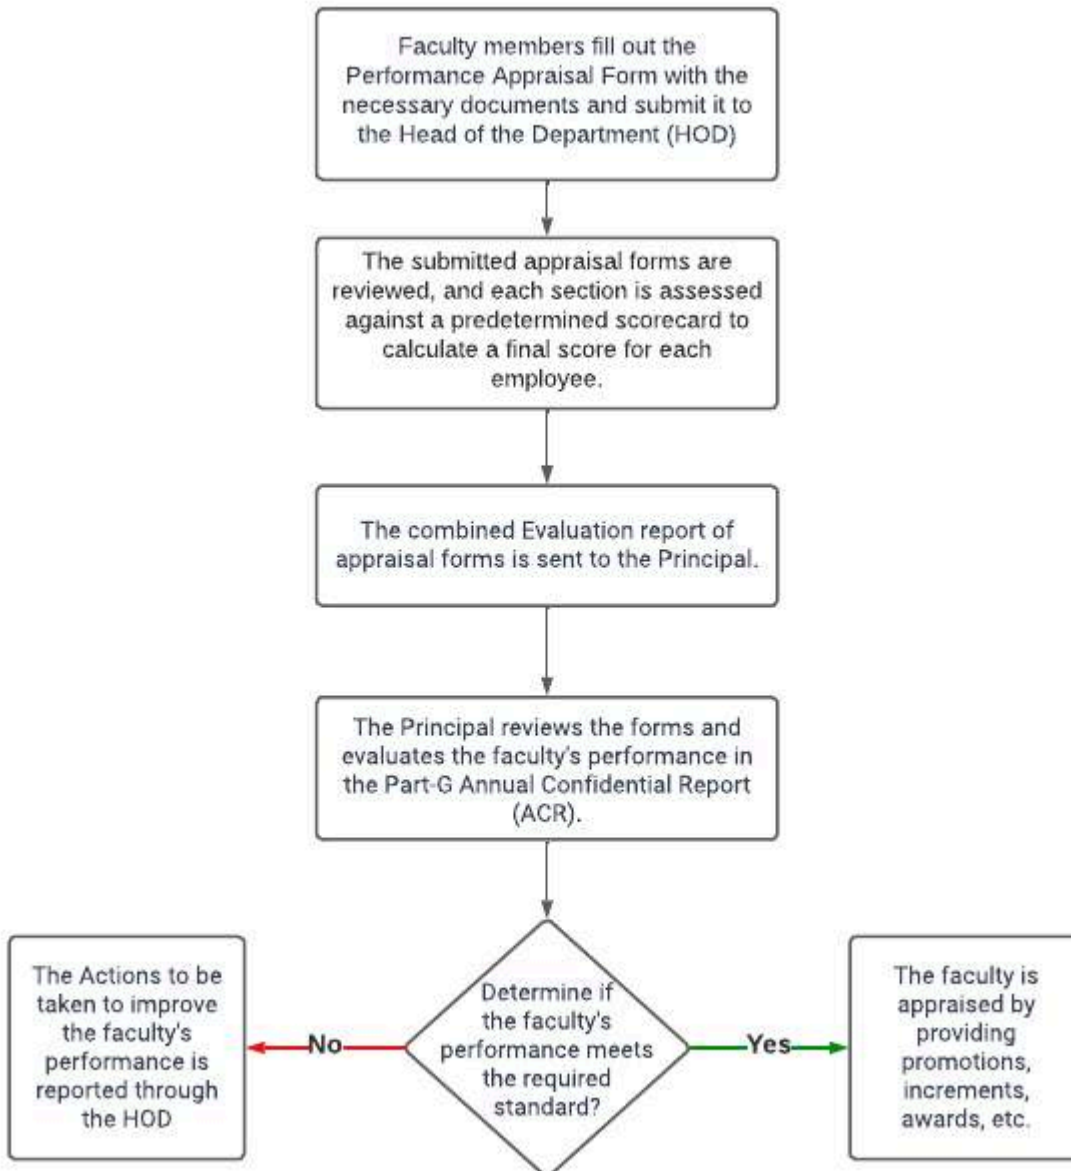 Faculty members fill out the
Performance Appraisal Form with the
necessary documents and submit it to
the Head of the Department (HOD)
The submitted appraisal forms are
reviewed, and each section is assessed
against a predetermined scorecard to
calculate a final score for each
employee.
The combined Evaluation report of
appraisal forms is sent to the Principal.
The Principal reviews the forms and
evaluates the faculty's performance in
the Part-G Annual Confidential Report
(ACR).
The Actions to be
taken to improve
the faculty's
performance is
reported through
the HOD
No
Determine if
the faculty's
performance meets
the required
standard?
Yes
The faculty is
appraised by
providing
promotions,
increments,
awards, etc.